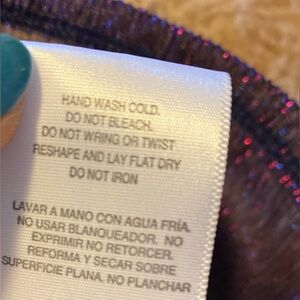 HAND WASH COLD.
DO NOT BLEACH.
DO NOT WRING OR TWIST
RESHAPE AND LAY FLAT DRY
DO NOT IRON
LAVAR A MANO CON AGUA FRÍA.
NO USAR BLANQUEADOR. NO
EXPRIMIR NO RETORCER.
REFORMA Y SECAR SOBRE
SUPERFICIE PLANA. NO PLANCHAR